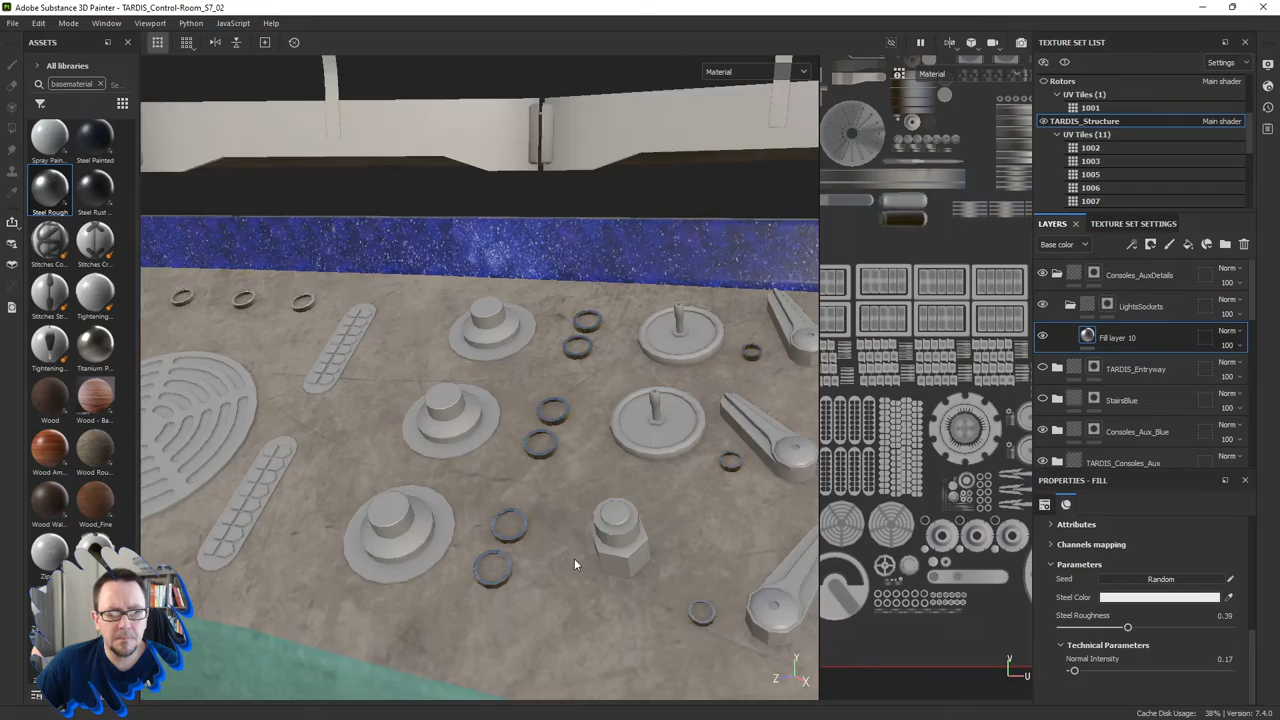 Adobe Substance 3D Painter - TARDIS_Control-Room_S7_02
File Edit Mode Window Viewport Python JavaScript Help
ASSETS
All libraries
basematerial Se...
Spray Pain... Steel Painted
Steel Rough Steel Rust ...
Stitches Co... Stitches Cr...
Stitches Str... Tightening...
Tightening... Titanium P...
Wood Wood - Ba...
Wood Am... Wood Rou...
Wood Wal... Wood_Fine
Material
Material
Y
Z X
V
U
TEXTURE SET LIST
Settings
Rotors Main shader
UV Tiles (1)
1001
TARDIS_Structure Main shader
UV Tiles (11)
1002
1003
1005
1006
1007
LAYERS TEXTURE SET SETTINGS
Base color
Consoles_AuxDetails Norm 100
LightsSockets Norm 100
Fill layer 10 Norm 100
TARDIS_Entryway Norm 100
StairsBlue Norm 100
Consoles_Aux_Blue Norm 100
TARDIS_Consoles_Aux Norm
PROPERTIES - FILL
Attributes
Channels mapping
Parameters
Seed Random
Steel Color
Steel Roughness 0.39
Technical Parameters
Normal Intensity 0.17
Cache Disk Usage: 38% | Version: 7.4.0